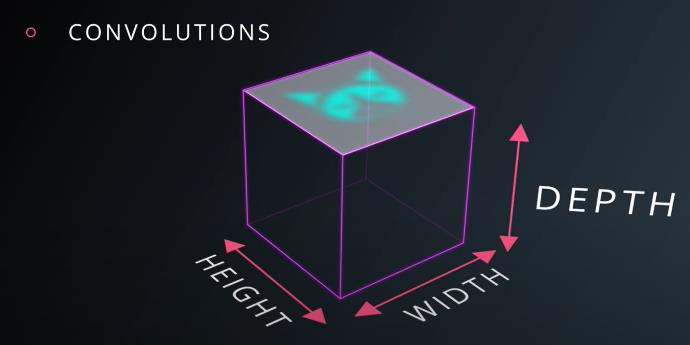 CONVOLUTIONS
DEPTH
HEIGHT
WIDTH